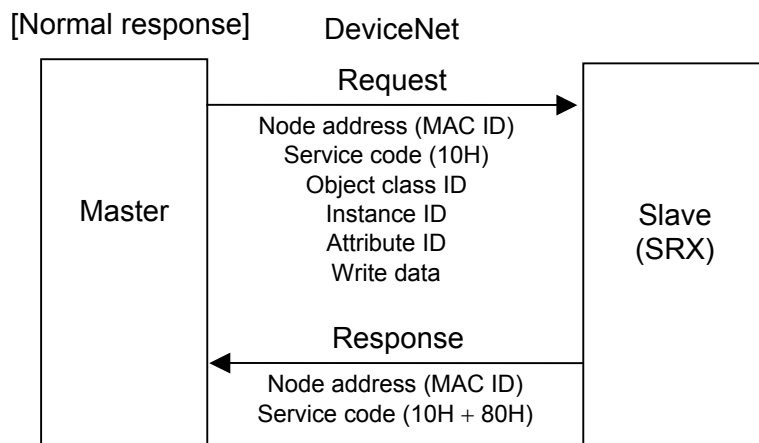 [Normal response]
DeviceNet
Request
Node address (MAC ID)
Service code (10H)
Object class ID
Instance ID
Attribute ID
Write data
Master
Slave
(SRX)
Response
Node address (MAC ID)
Service code (10H + 80H)